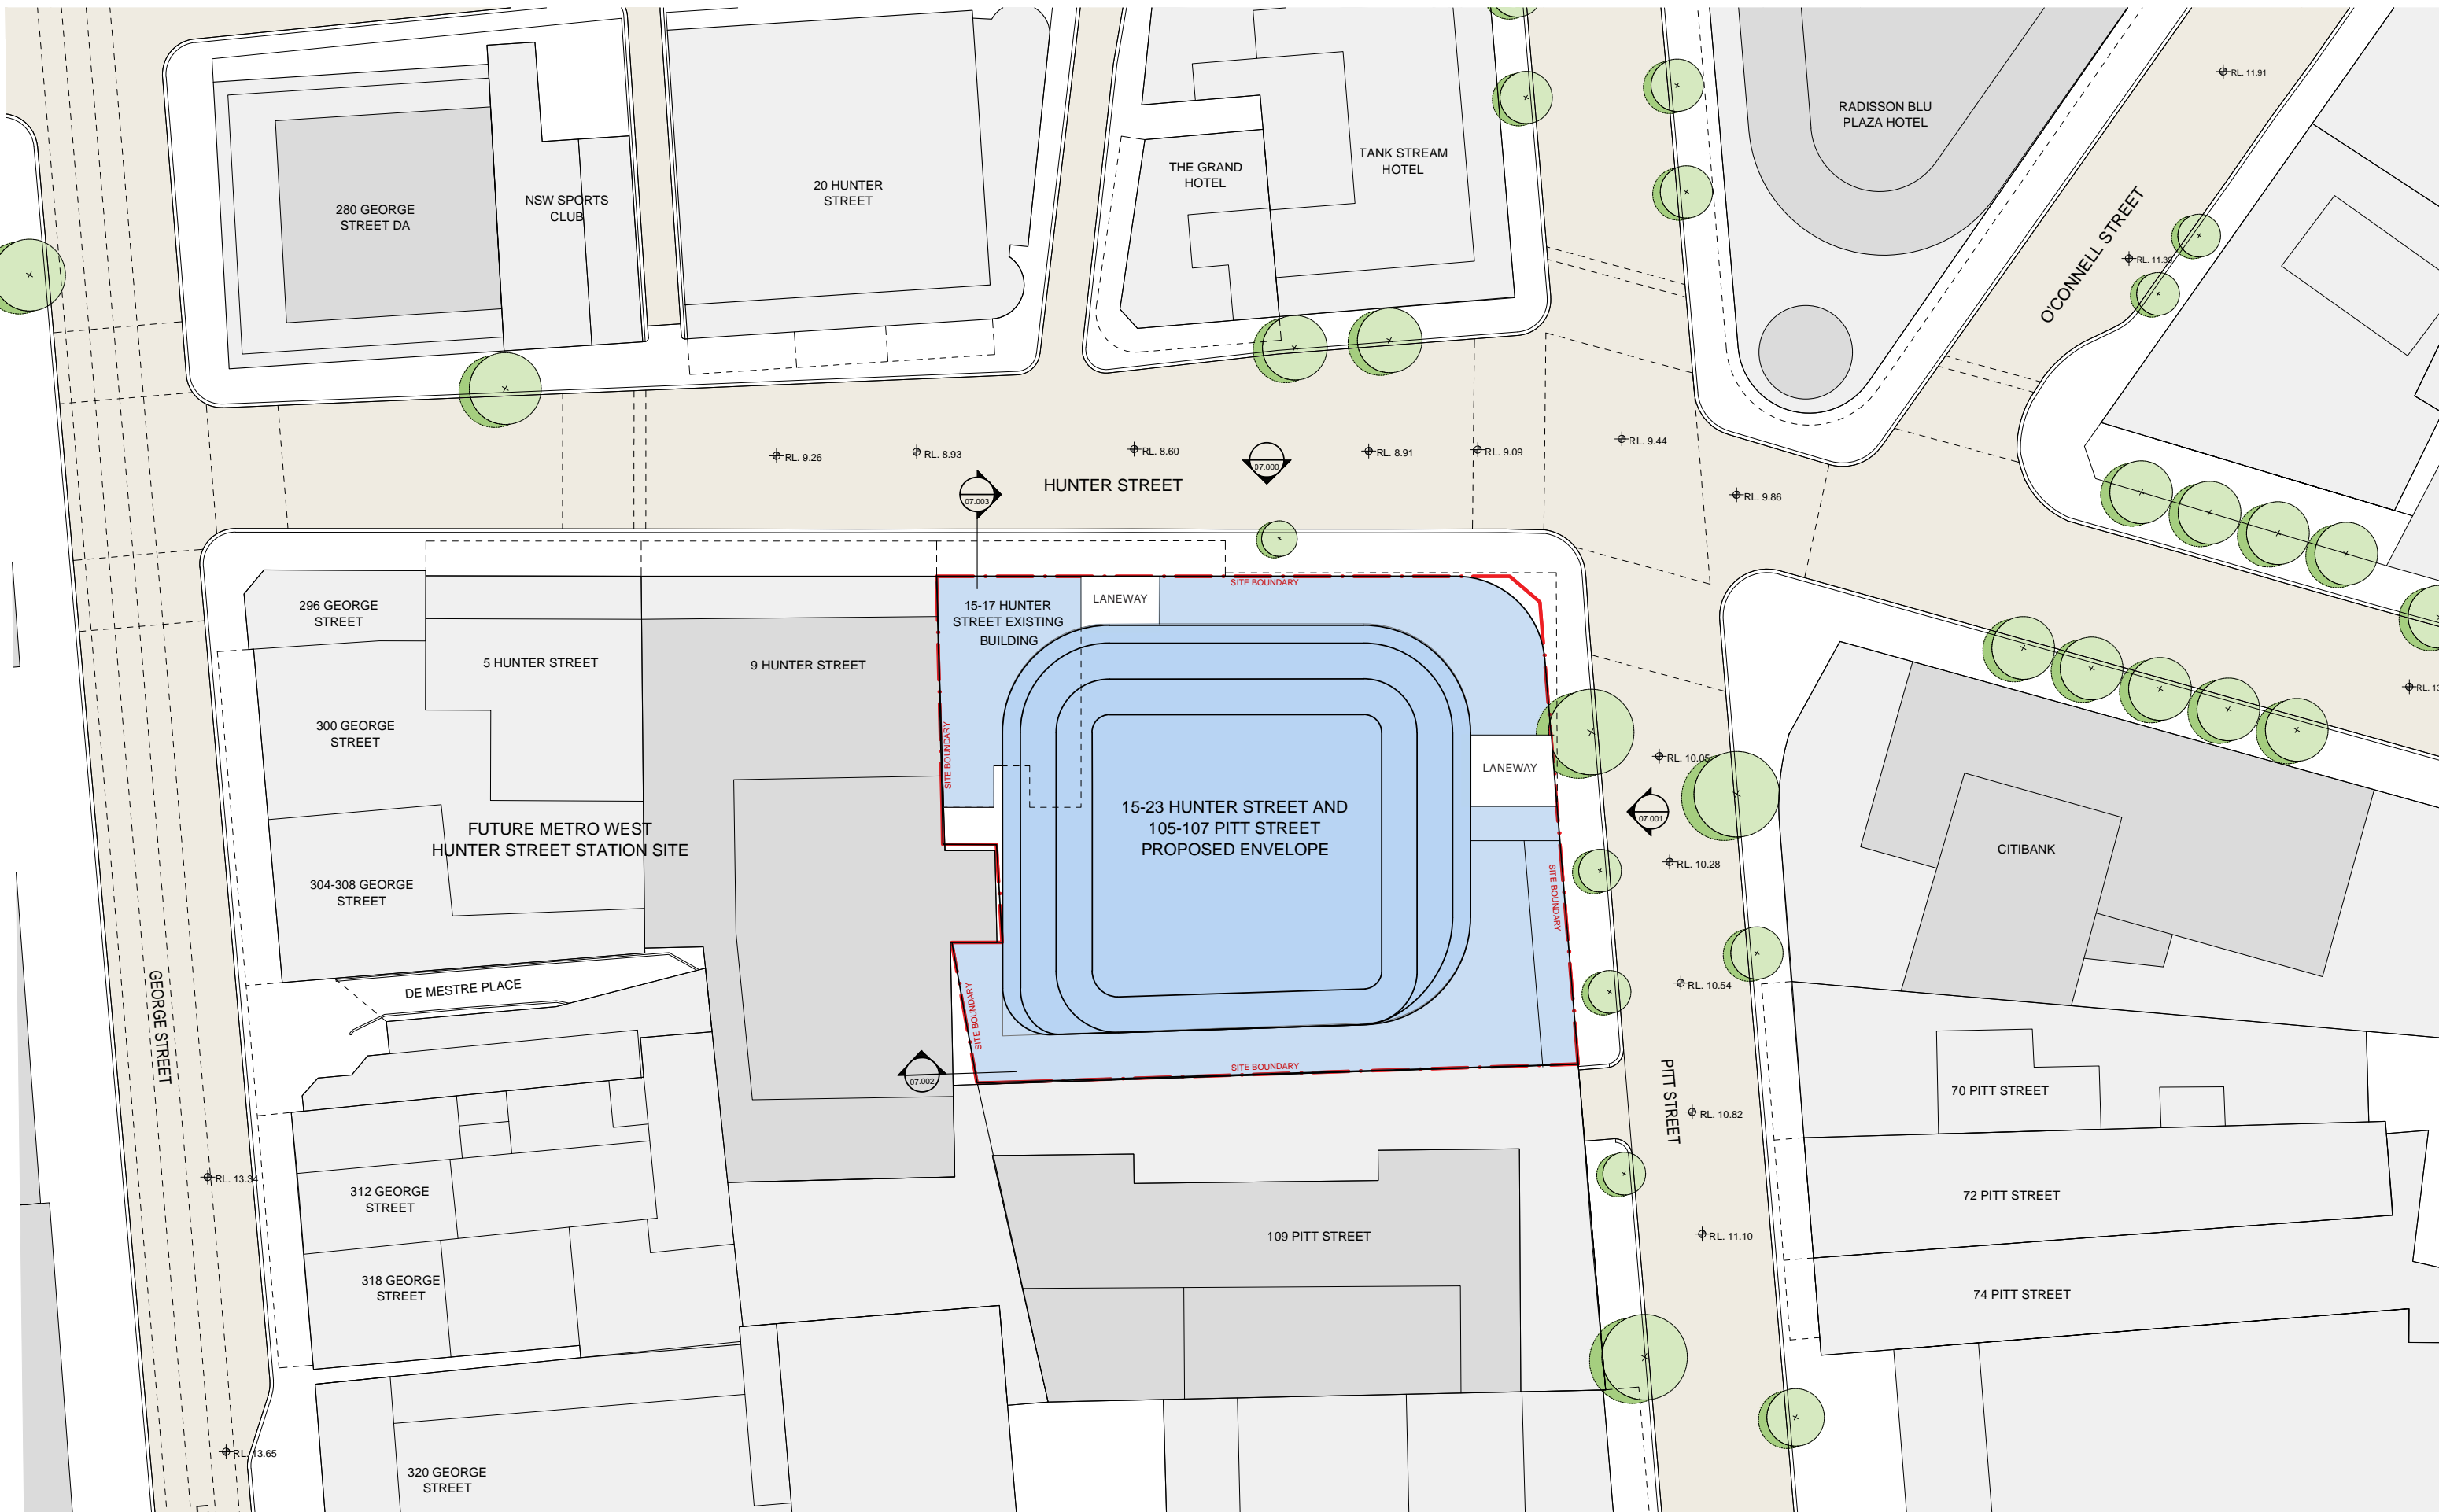 RL. 11.91
RADISSON BLU
PLAZA HOTEL
TANK STREAM
HOTEL
THE GRAND
HOTEL
20 HUNTER
STREET
NSW SPORTS
CLUB
280 GEORGE
STREET DA
O'CONNELL STREET
RL. 11.39
RL. 9.26
RL. 8.93
RL. 8.60
07.000
RL. 8.91
RL. 9.09
RL. 9.44
HUNTER STREET
07.003
RL. 9.86
SITE BOUNDARY
LANEWAY
15-17 HUNTER
STREET EXISTING
BUILDING
296 GEORGE
STREET
5 HUNTER STREET
9 HUNTER STREET
RL. 13
300 GEORGE
STREET
SITE BOUNDARY
LANEWAY
RL. 10.05
15-23 HUNTER STREET AND
105-107 PITT STREET
PROPOSED ENVELOPE
07.001
FUTURE METRO WEST
HUNTER STREET STATION SITE
CITIBANK
RL. 10.28
304-308 GEORGE
STREET
SITE BOUNDARY
DE MESTRE PLACE
RL. 10.54
GEORGE STREET
SITE BOUNDARY
SITE BOUNDARY
07.002
PITT STREET
70 PITT STREET
RL. 10.82
RL. 13.34
312 GEORGE
STREET
72 PITT STREET
109 PITT STREET
RL. 11.10
318 GEORGE
STREET
74 PITT STREET
RL. 13.65
320 GEORGE
STREET